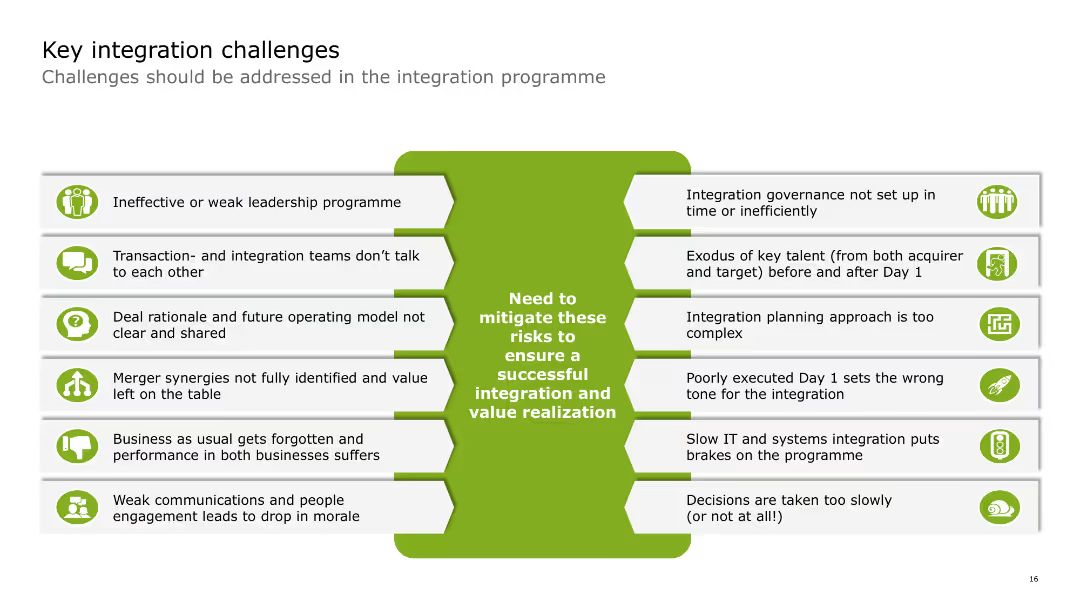 Key integration challenges
Challenges should be addressed in the integration programme
Ineffective or weak leadership programme
Transaction- and integration teams don’t talk
to each other
Deal rationale and future operating model not
clear and shared
Merger synergies not fully identified and value
left on the table
Business as usual gets forgotten and
performance in both businesses suffers
Weak communications and people
engagement leads to drop in morale
Need to
mitigate these
risks to
ensure a
successful
integration and
value realization
Integration governance not set up in
time or inefficiently
Exodus of key talent (from both acquirer
and target) before and after Day 1
Integration planning approach is too
complex
Poorly executed Day 1 sets the wrong
tone for the integration
Slow IT and systems integration puts
brakes on the programme
Decisions are taken too slowly
(or not at all!)
?
16